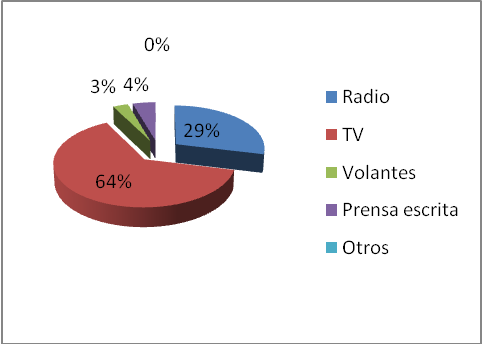 0%
3%
4%
29%
64%
Radio
TV
Volantes
Prensa escrita
Otros